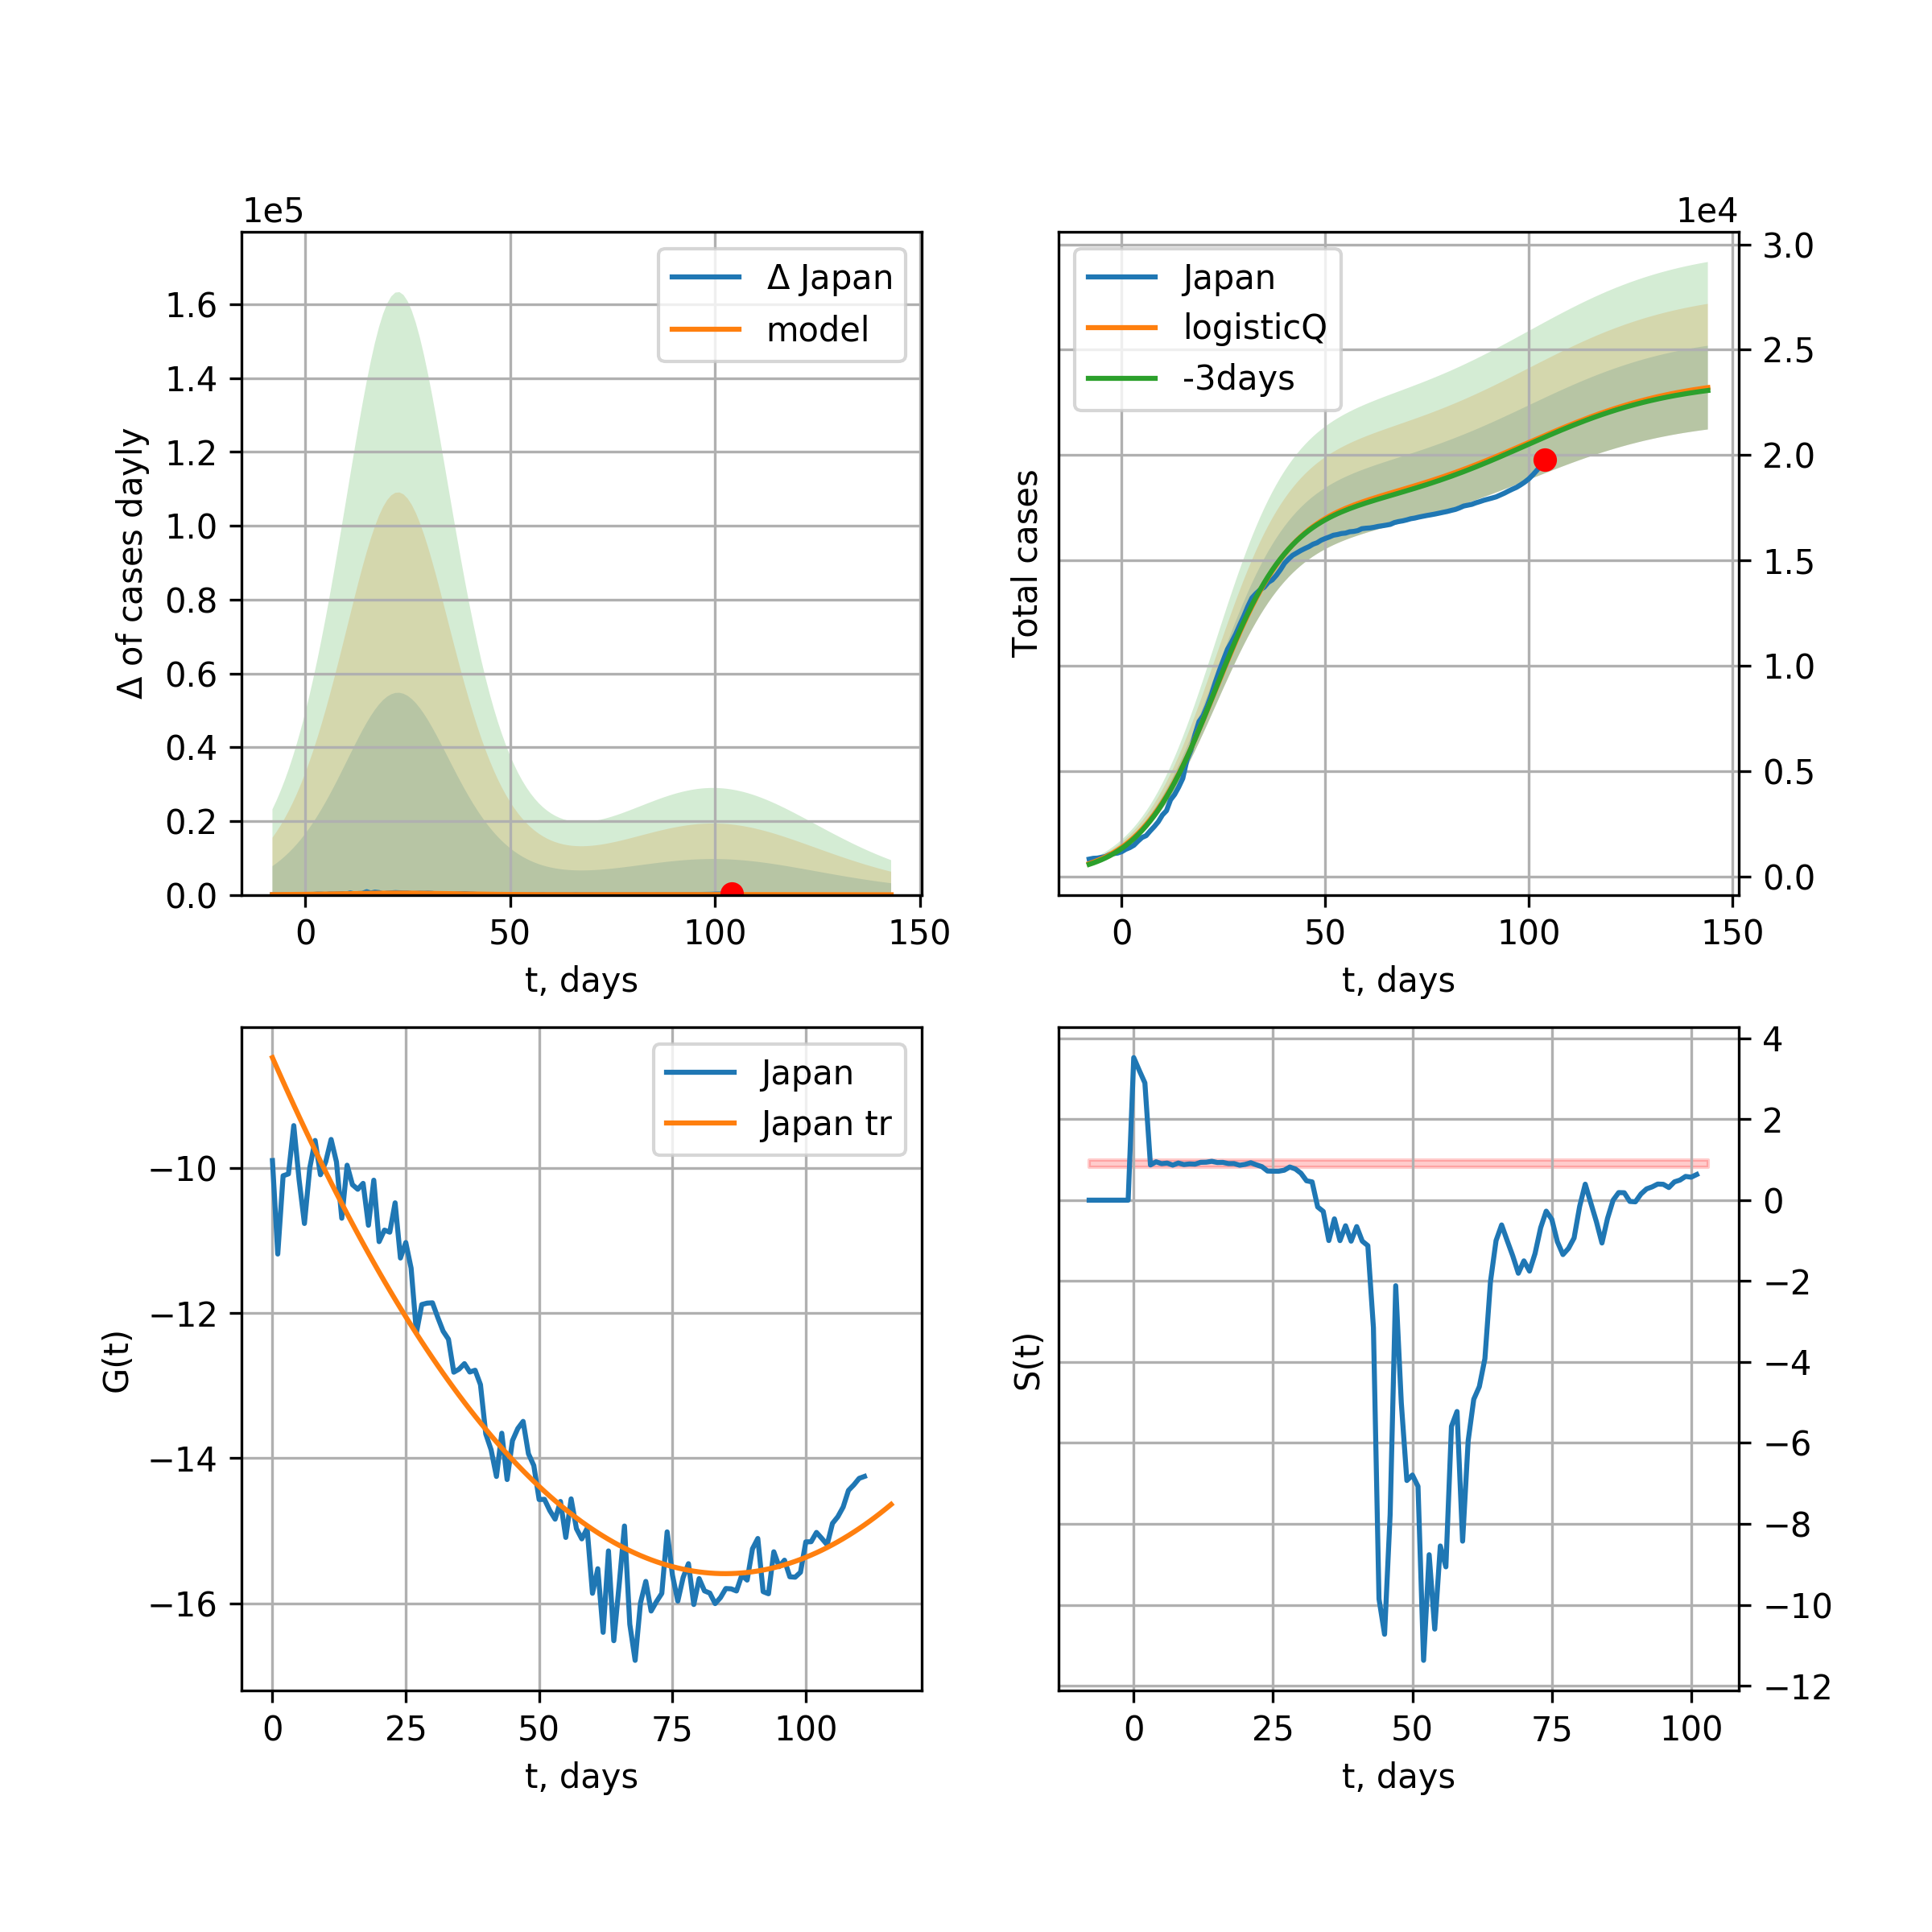 1e5
Δ of cases dayly
1.6
1.4
1.2
1.0
0.8
0.6
0.4
0.2
0.0
Δ Japan
model
0 50 100 150
t, days
1e4
Total cases
Japan
logisticQ
-3days
3.0
2.5
2.0
1.5
1.0
0.5
0.0
0 50 100 150
t, days
G(t)
−10
−12
−14
−16
Japan
Japan tr
0 25 50 75 100
t, days
S(t)
4
2
0
−2
−4
−6
−8
−10
−12
0 25 50 75 100
t, days